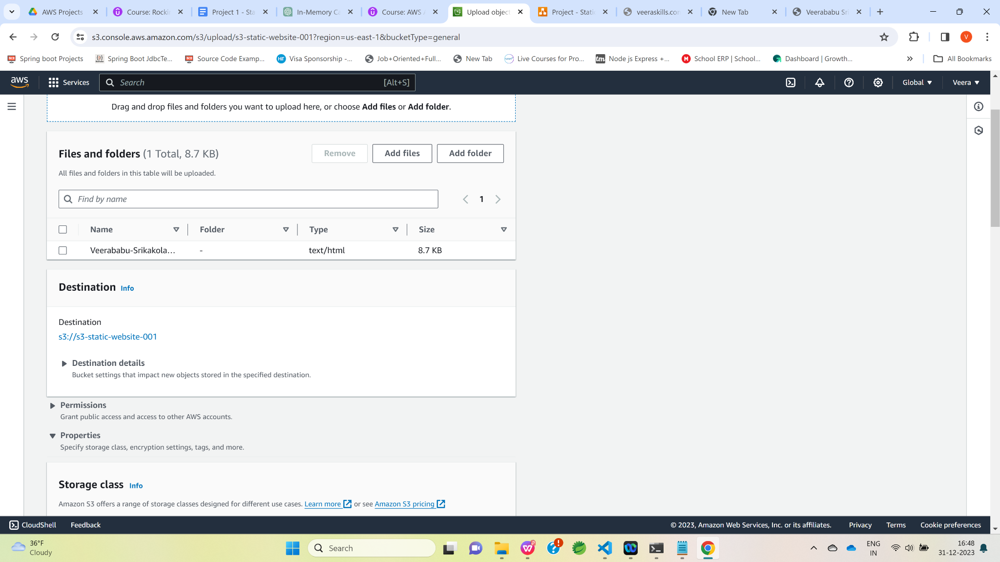 AWS Projects
Course: Rockin
Project 1 - Sta
In-Memory Ca
Course: AWS A
Upload object
Project - Static
veeraskills.com
New Tab
Veerababu Sri
s3.console.aws.amazon.com/s3/upload/s3-static-website-001?region=us-east-1&bucketType=general
V
Spring boot Projects
Spring Boot JdbcTe...
Source Code Examp...
HiT
Visa Sponsorship -...
Job+Oriented+Full...
New Tab
Live Courses for Pro...
tm
Node js Express +...
M
School ERP | School...
Dashboard | Growth...
All Bookmarks
aws
Services
Search
[Alt+S]
Global
Veera
Drag and drop files and folders you want to upload here, or choose Add files or Add folder.
Files and folders (1 Total, 8.7 KB)
Remove
Add files
Add folder
All files and folders in this table will be uploaded.
Find by name
1
Name
Folder
Type
Size
Veerababu-Srikakola...
-
text/html
8.7 KB
Destination Info
Destination
s3://s3-static-website-001
Destination details
Bucket settings that impact new objects stored in the specified destination.
Permissions
Grant public access and access to other AWS accounts.
Properties
Specify storage class, encryption settings, tags, and more.
Storage class Info
Amazon S3 offers a range of storage classes designed for different use cases. Learn more or see Amazon S3 pricing
CloudShell
Feedback
© 2023, Amazon Web Services, Inc. or its affiliates.
Privacy
Terms
Cookie preferences
36°F
Cloudy
Search
ENG
IN
16:48
31-12-2023